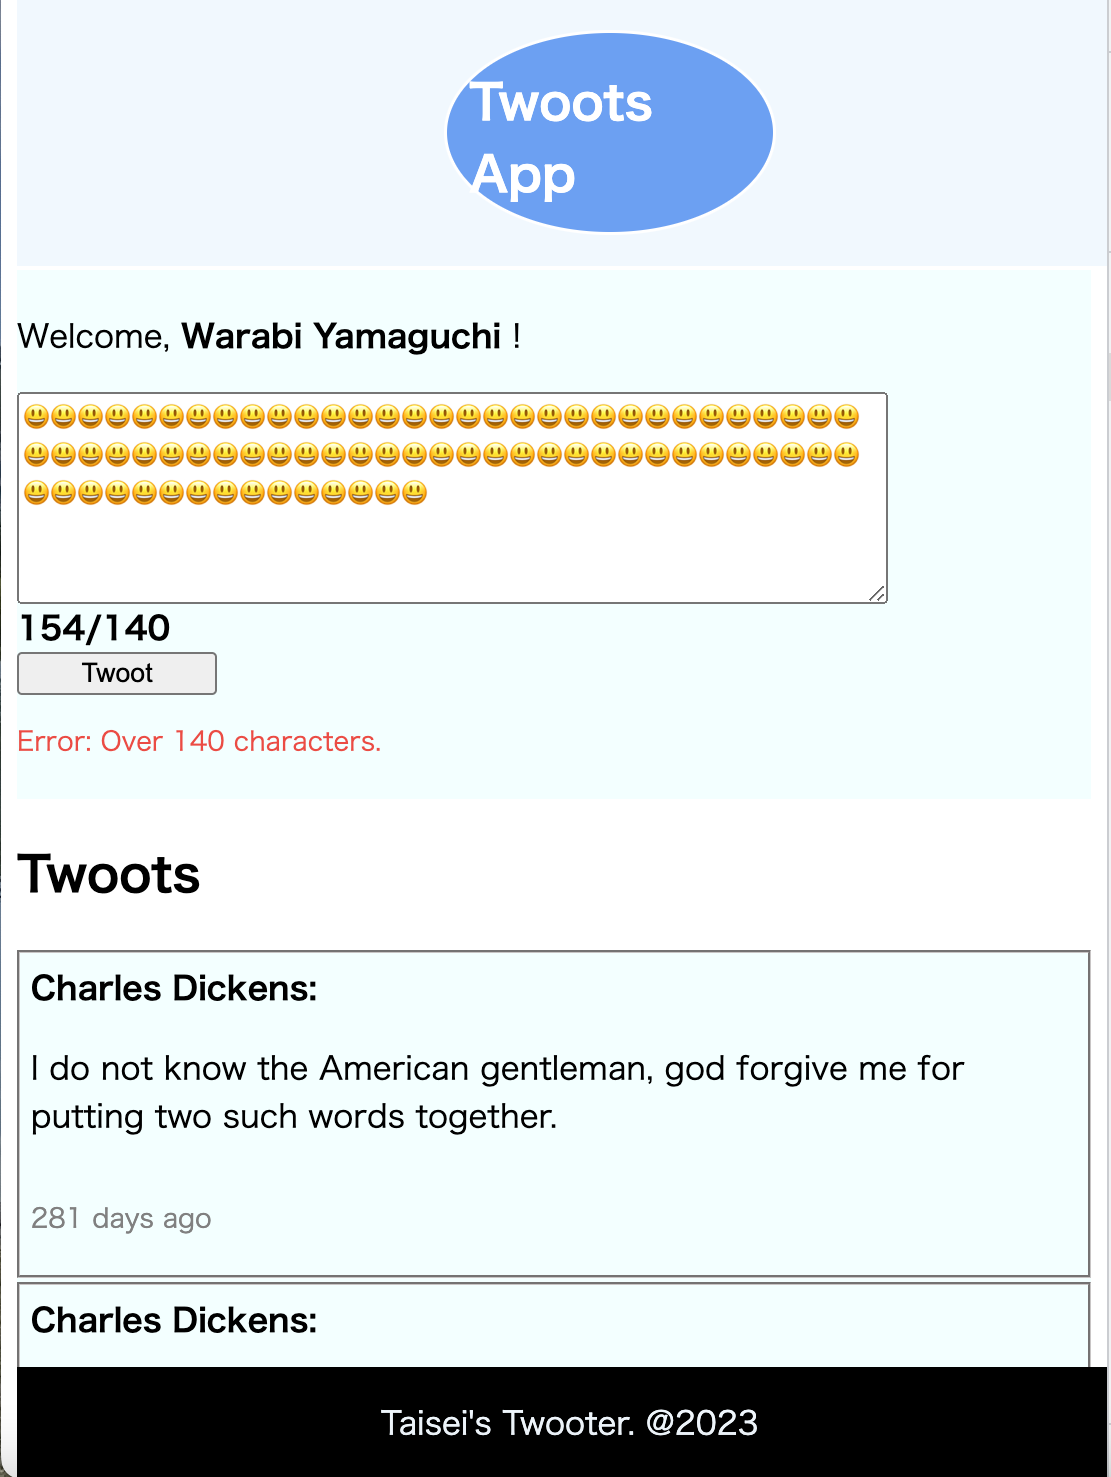 Twoots
App
Welcome, Warabi Yamaguchi !
😃😃😃😃😃😃😃😃😃😃😃😃😃😃😃😃😃😃😃😃😃😃😃😃😃😃😃😃😃😃😃
😃😃😃😃😃😃😃😃😃😃😃😃😃😃😃😃😃😃😃😃😃😃😃😃😃😃😃😃😃😃😃
😃😃😃😃😃😃😃😃😃😃😃😃😃😃😃
154/140
Twoot
Error: Over 140 characters.
Twoots
Charles Dickens:
I do not know the American gentleman, god forgive me for
putting two such words together.
281 days ago
Charles Dickens:
Taisei's Twooter. @2023